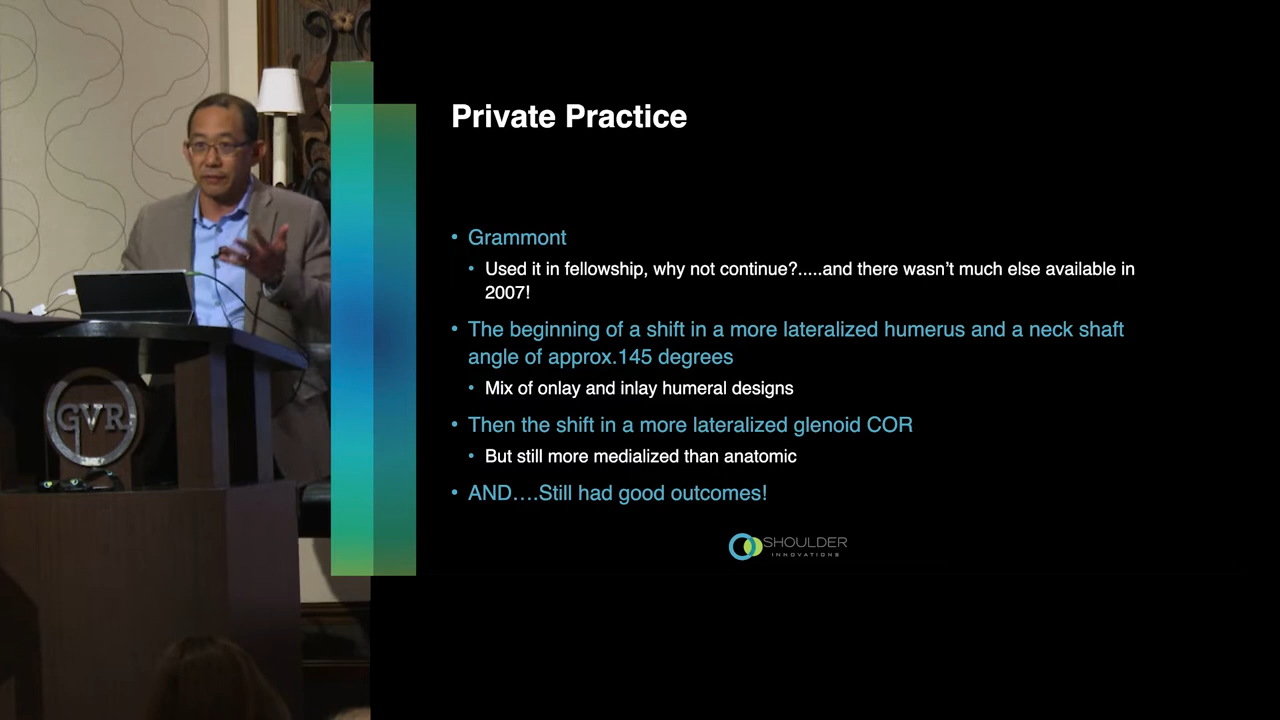 Private Practice
• Grammont
• Used it in fellowship, why not continue?.....and there wasn’t much else available in
2007!
• The beginning of a shift in a more lateralized humerus and a neck shaft
angle of approx.145 degrees
• Mix of onlay and inlay humeral designs
• Then the shift in a more lateralized glenoid COR
• But still more medialized than anatomic
• AND….Still had good outcomes!
SHOULDER
INNOVATIONS
GVR